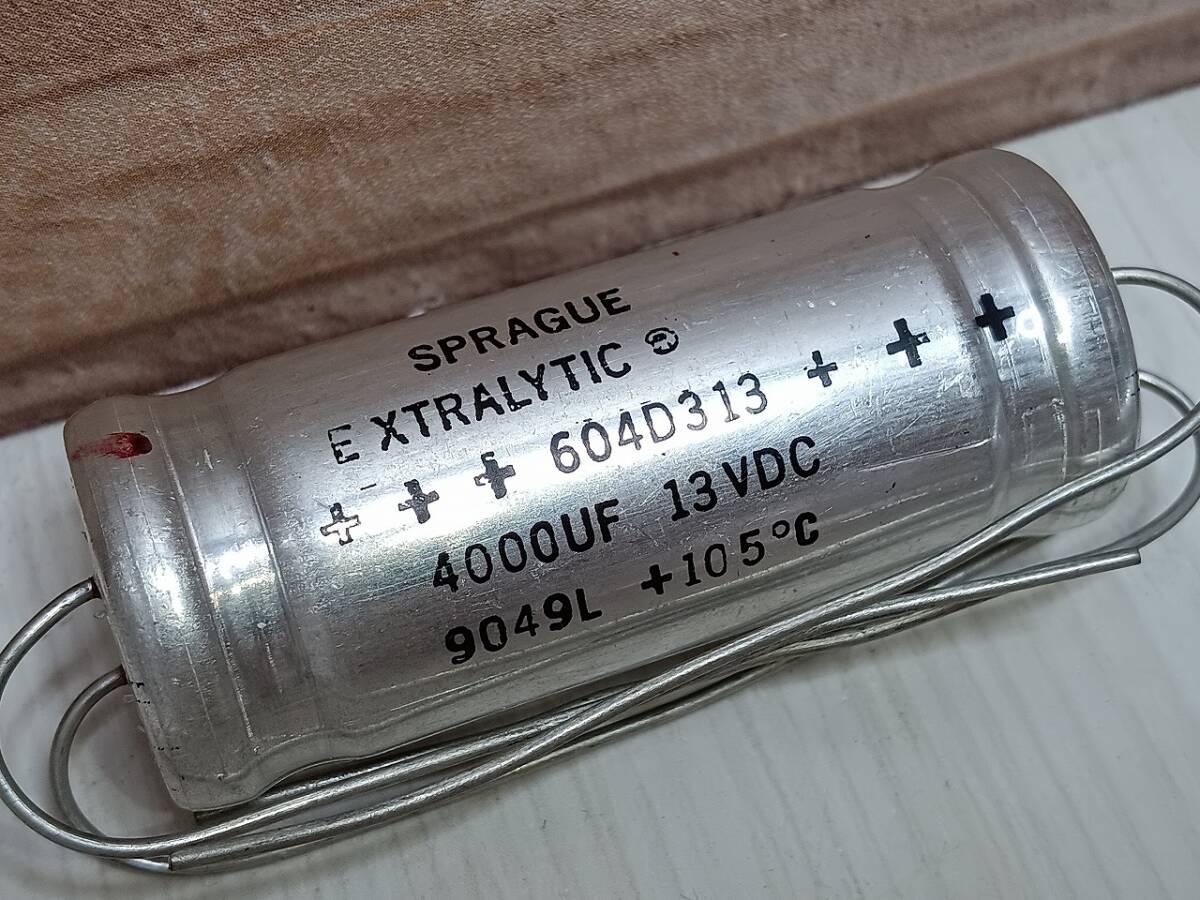 SPRAGUE
EXTRALYTIC ®
+ + + 604D313 + + +
4000UF 13VDC
9049L +105°C